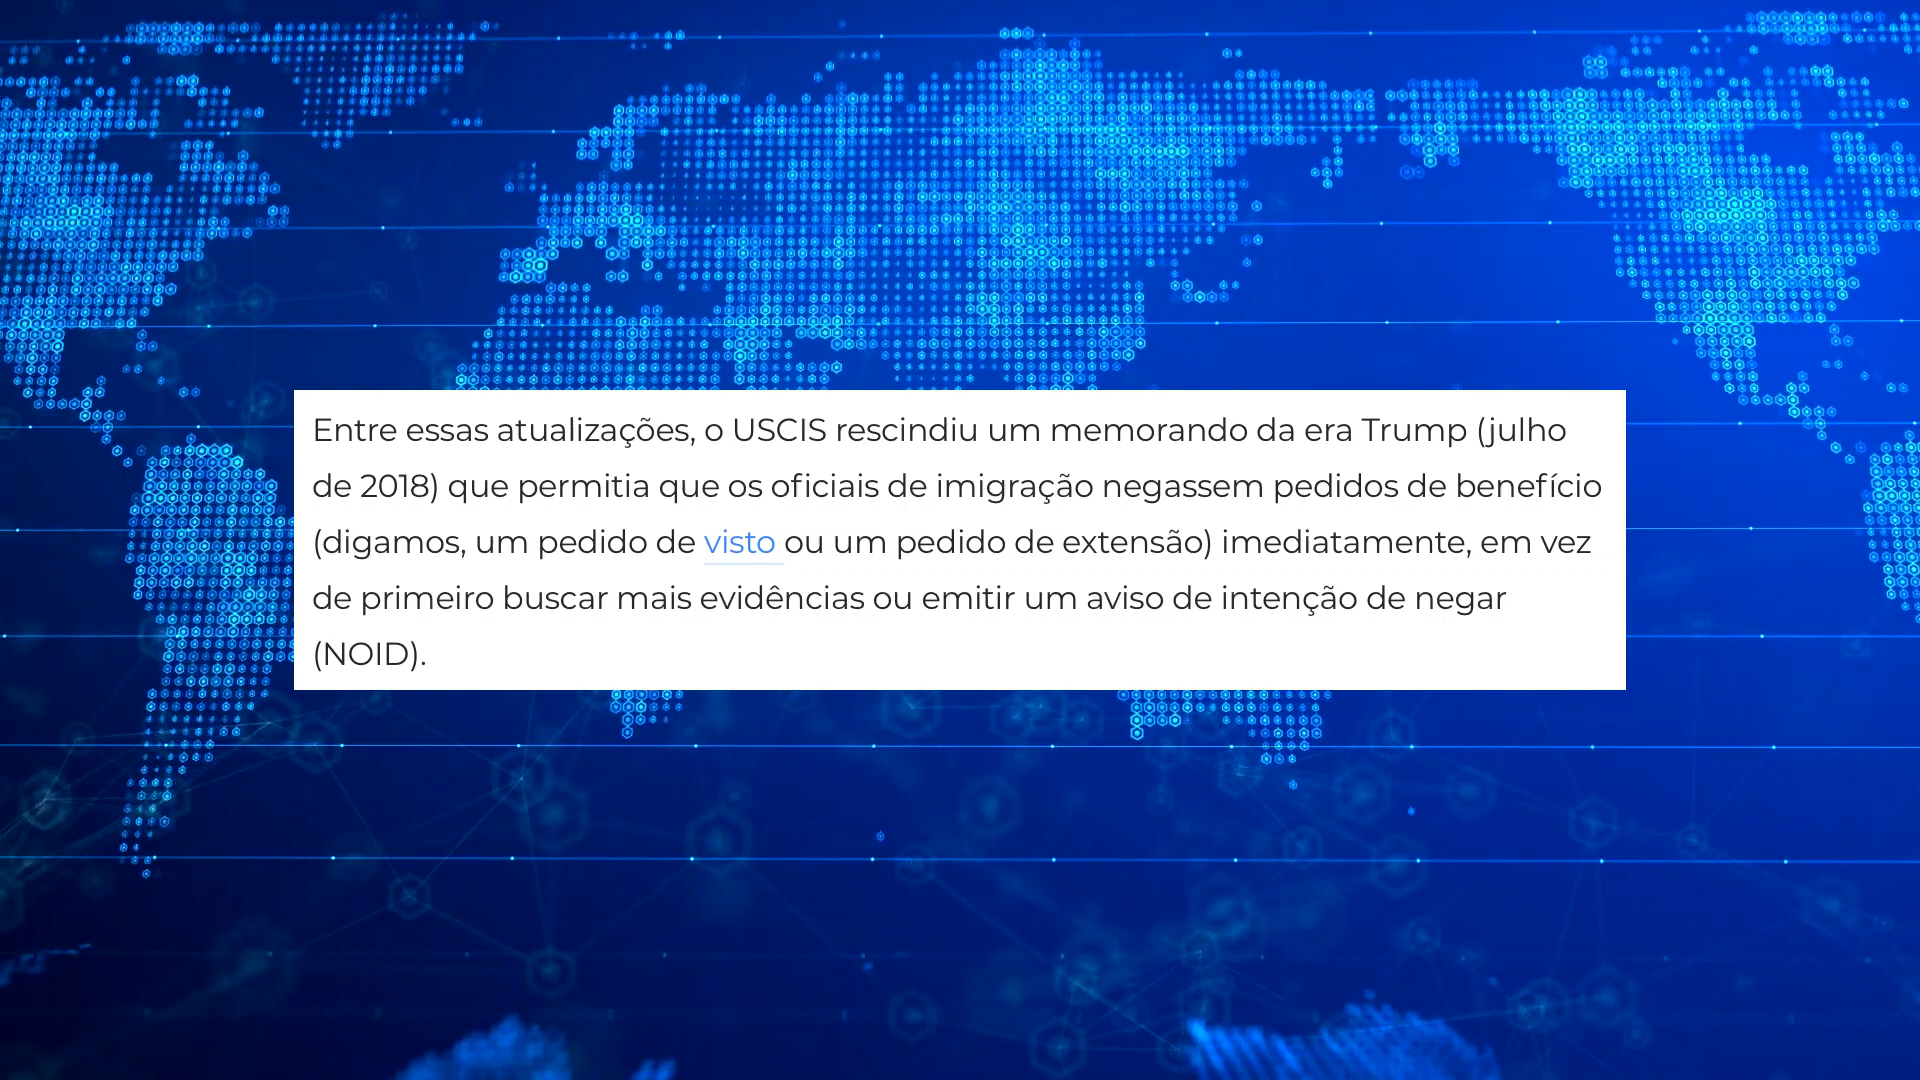 Entre essas atualizações, o USCIS rescindiu um memorando da era Trump (julho
de 2018) que permitia que os oficiais de imigração negassem pedidos de benefício
(digamos, um pedido de visto ou um pedido de extensão) imediatamente, em vez
de primeiro buscar mais evidências ou emitir um aviso de intenção de negar
(NOID).